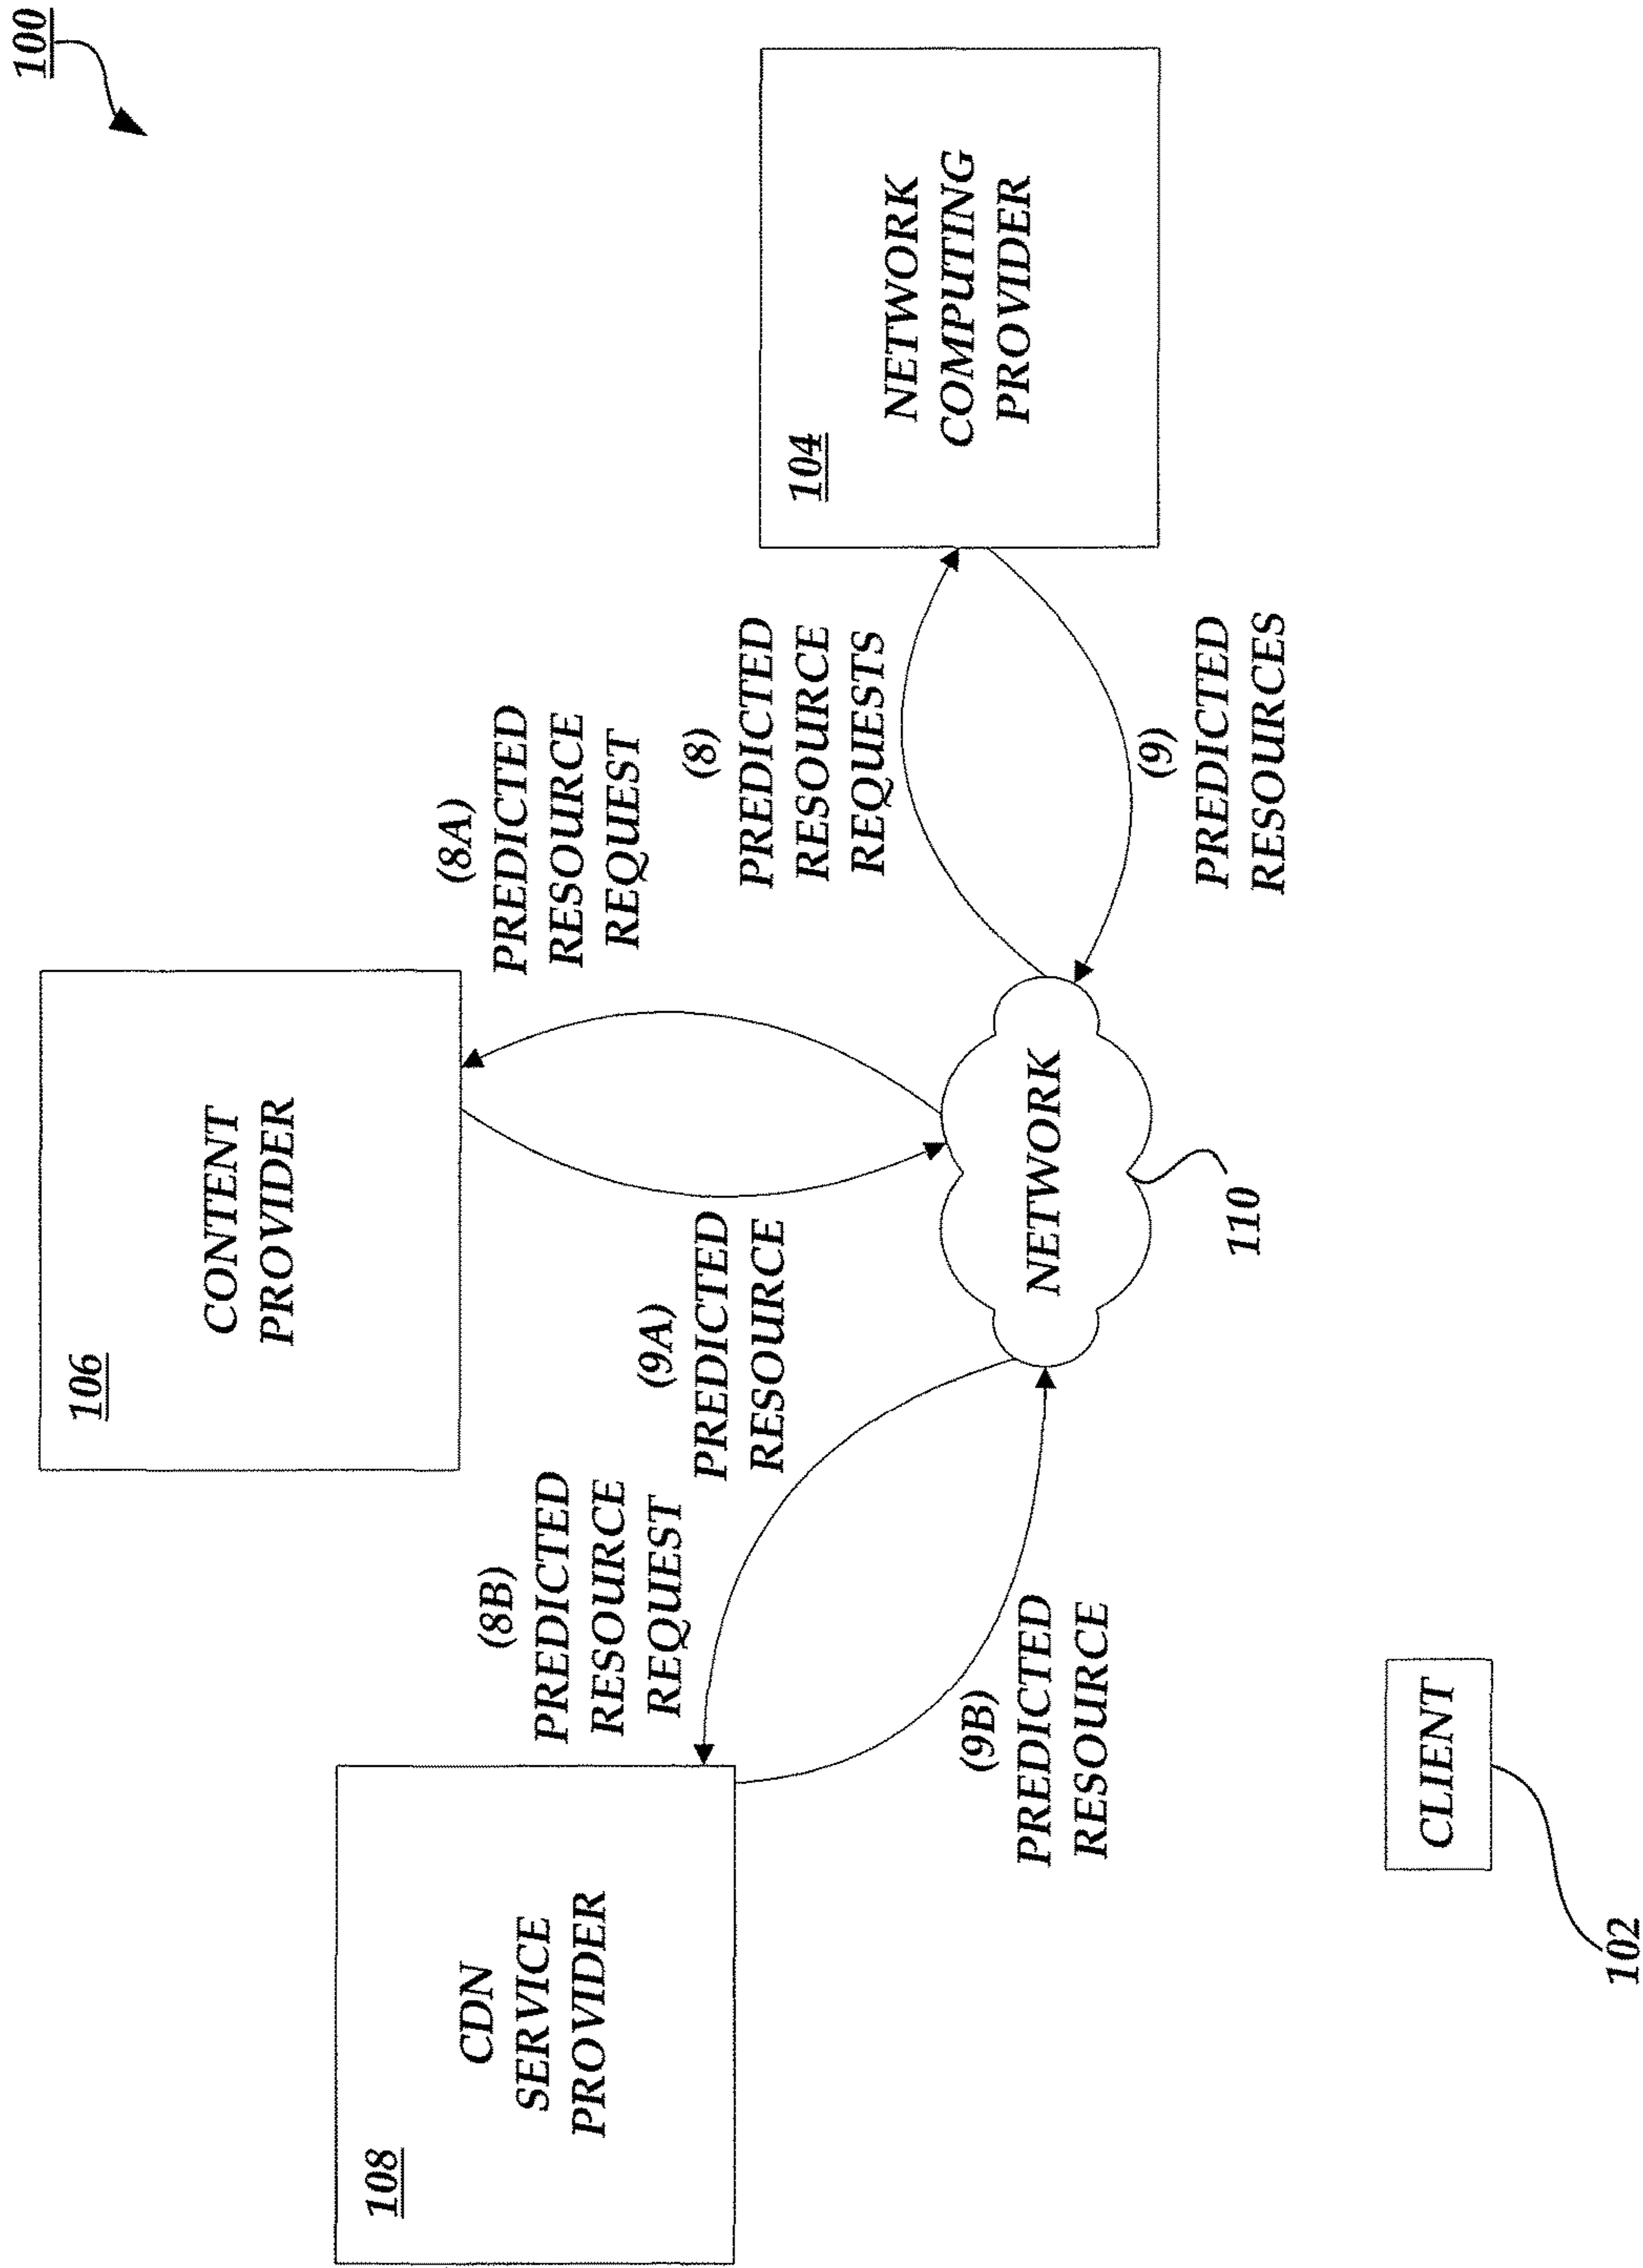 100
106
CONTENT
PROVIDER
108
CDN
SERVICE
PROVIDER
(8B)
PREDICTED
RESOURCE
REQUEST
(9A)
PREDICTED
RESOURCE
(8A)
PREDICTED
RESOURCE
REQUEST
(8)
PREDICTED
RESOURCE
REQUESTS
104
NETWORK
COMPUTING
PROVIDER
(9B)
PREDICTED
RESOURCE
NETWORK
110
(9)
PREDICTED
RESOURCES
CLIENT
102